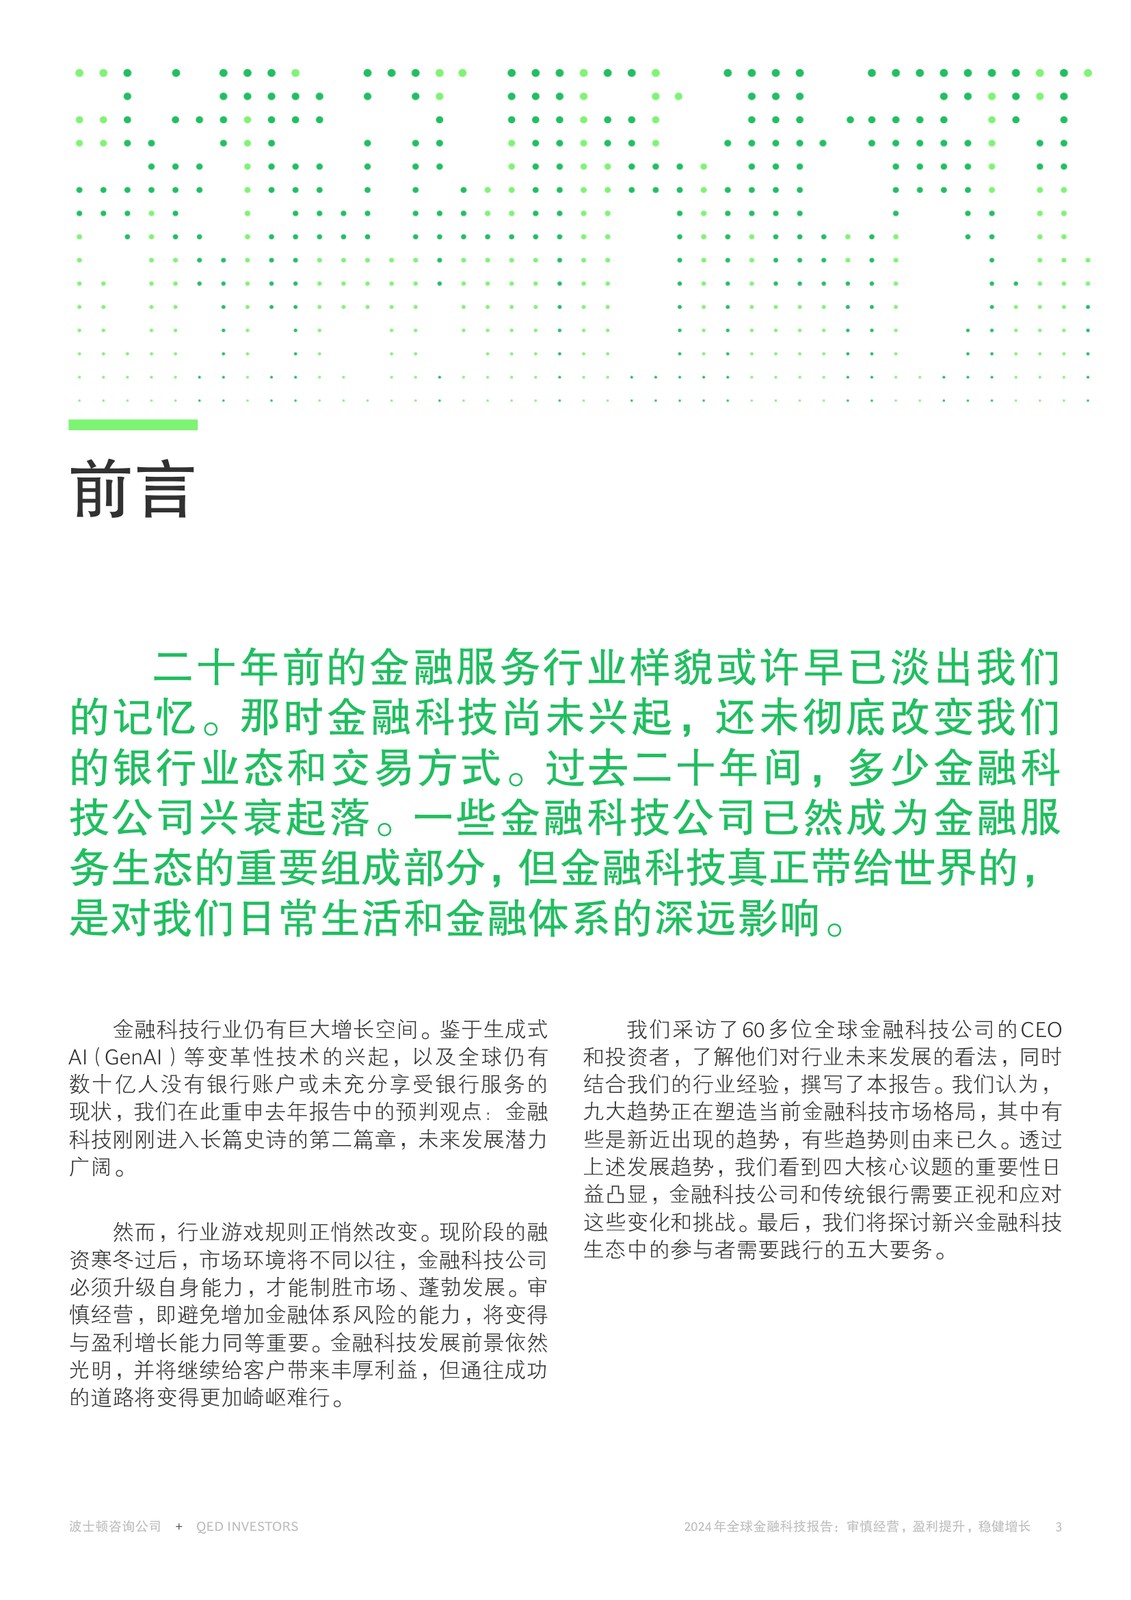 前言
二十年前的金融服务行业样貌或许早已淡出我们
的记忆。那时金融科技尚未兴起，还未彻底改变我们
的银行业态和交易方式。过去二十年间，多少金融科
技公司兴衰起落。一些金融科技公司已然成为金融服
务生态的重要组成部分，但金融科技真正带给世界的，
是对我们日常生活和金融体系的深远影响。
金融科技行业仍有巨大增长空间。鉴于生成式
AI（GenAI）等变革性技术的兴起，以及全球仍有
数十亿人没有银行账户或未充分享受银行服务的
现状，我们在此重申去年报告中的预判观点：金融
科技刚刚进入长篇史诗的第二篇章，未来发展潜力
广阔。
然而，行业游戏规则正悄然改变。现阶段的融
资寒冬过后，市场环境将不同以往，金融科技公司
必须升级自身能力，才能制胜市场、蓬勃发展。审
慎经营，即避免增加金融体系风险的能力，将变得
与盈利增长能力同等重要。金融科技发展前景依然
光明，并将继续给客户带来丰厚利益，但通往成功
的道路将变得更加崎岖难行。
我们采访了60多位全球金融科技公司的CEO
和投资者，了解他们对行业未来发展的看法，同时
结合我们的行业经验，撰写了本报告。我们认为，
九大趋势正在塑造当前金融科技市场格局，其中有
些是新近出现的趋势，有些趋势则由来已久。透过
上述发展趋势，我们看到四大核心议题的重要性日
益凸显，金融科技公司和传统银行需要正视和应对
这些变化和挑战。最后，我们将探讨新兴金融科技
生态中的参与者需要践行的五大要务。
波士顿咨询公司 + QED INVESTORS
2024年全球金融科技报告：审慎经营，盈利提升，稳健增长 3